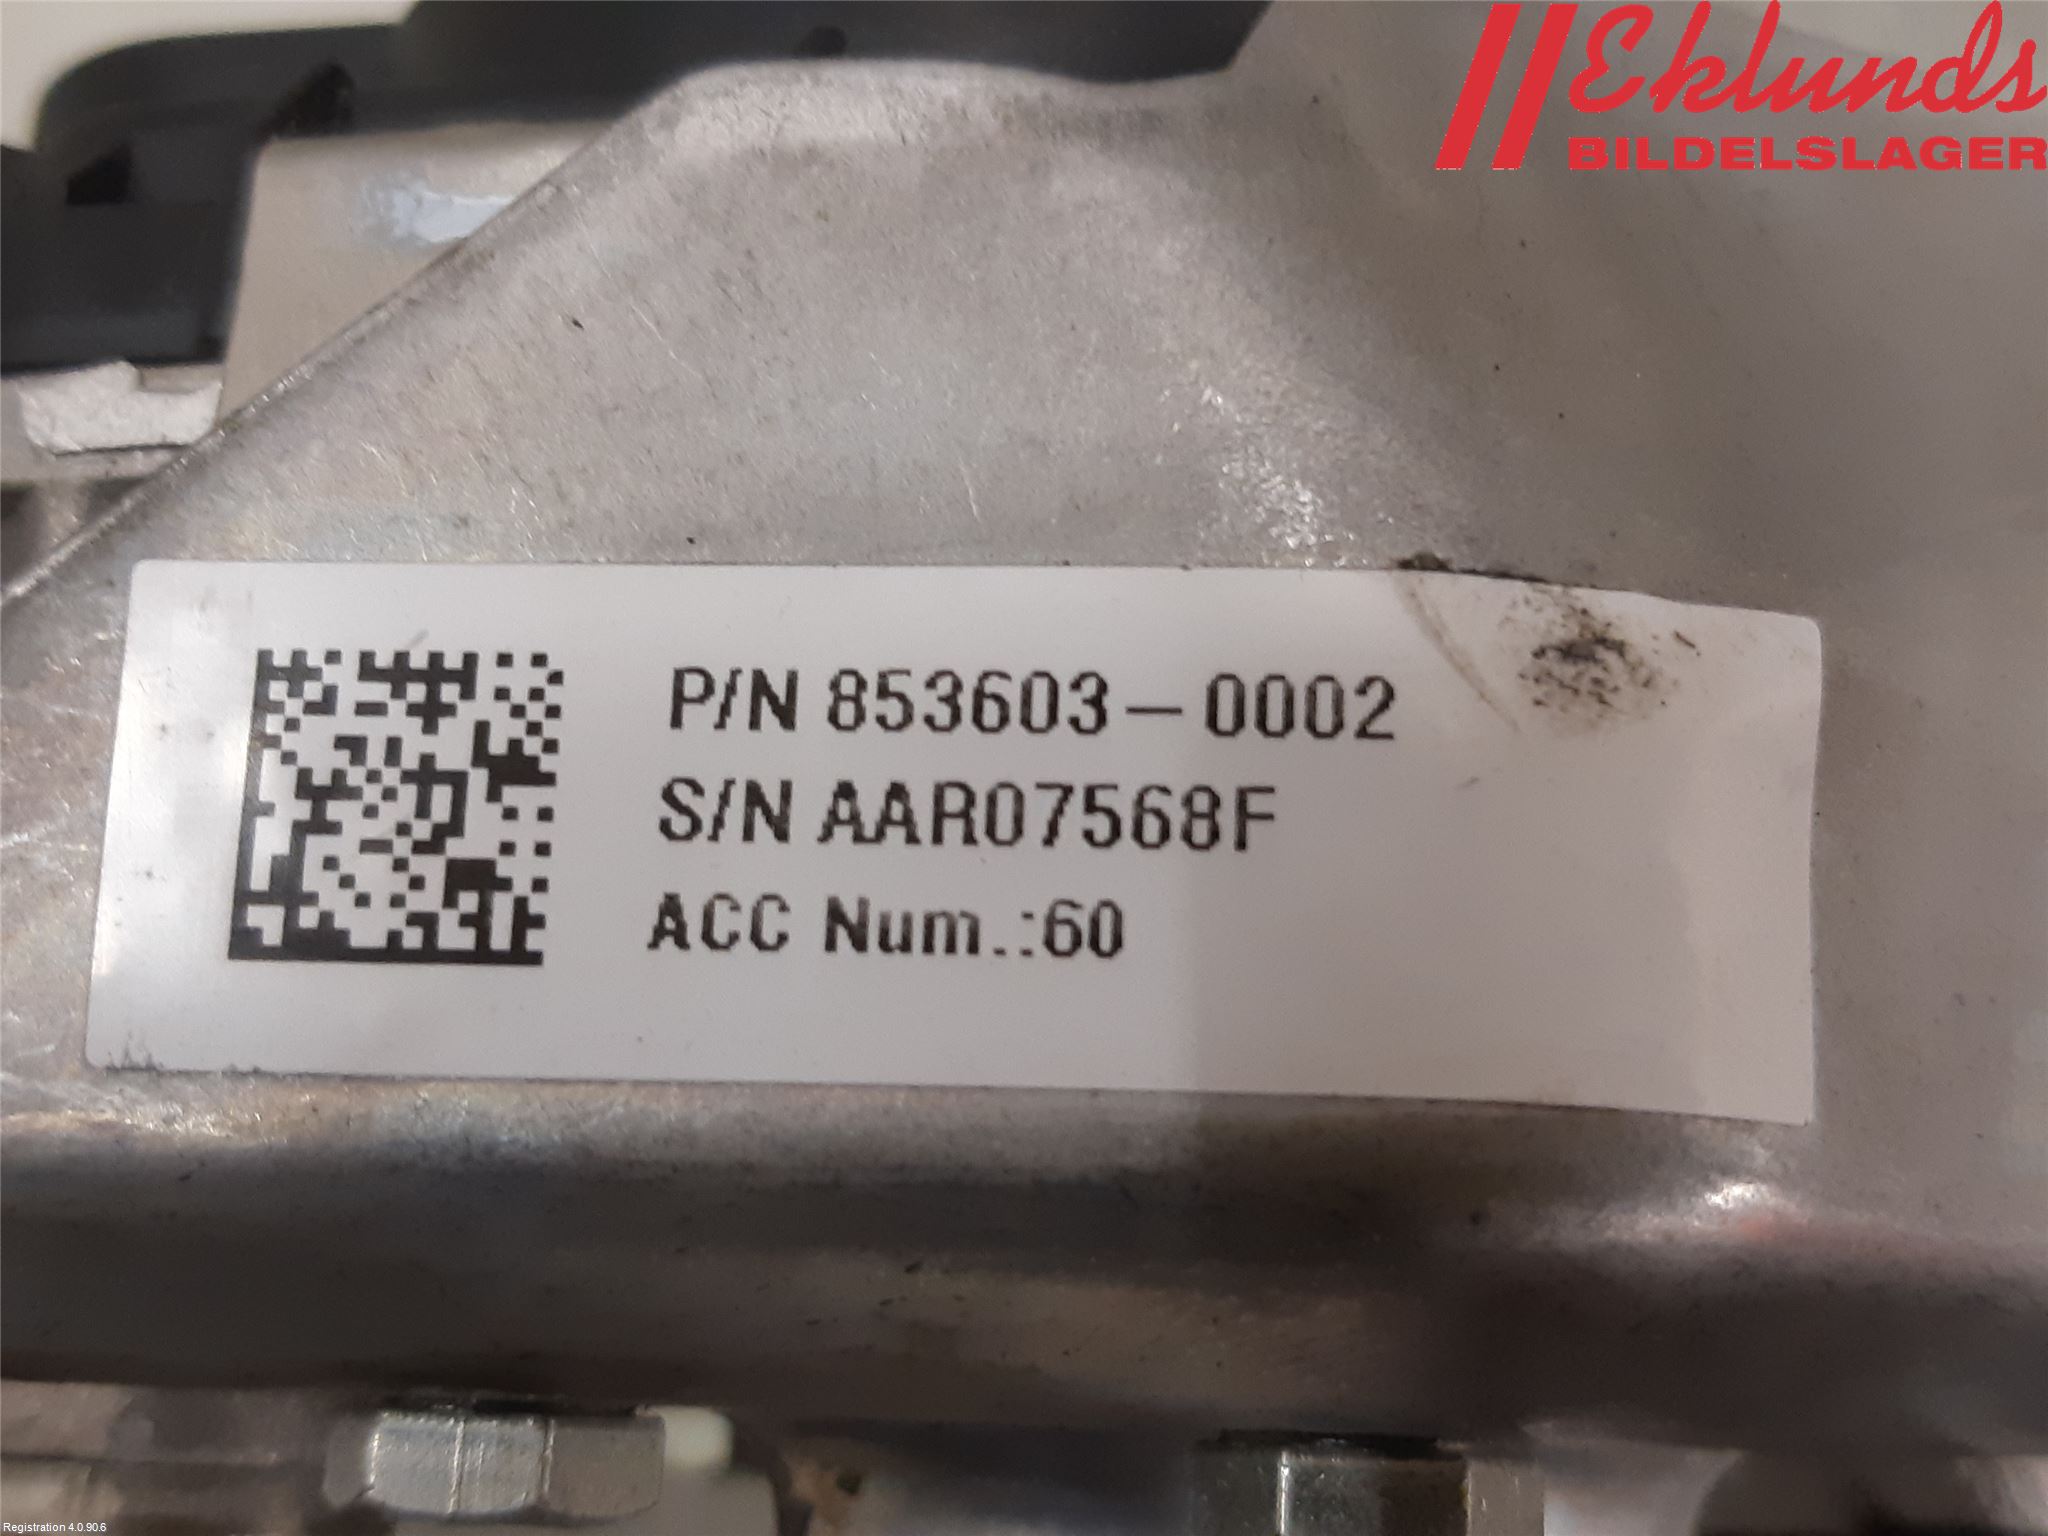 Eklunds
BILDELSLAGER
P/N 853603-0002
S/N AAR07568F
ACC Num.:60
Registration 4.0.90.6